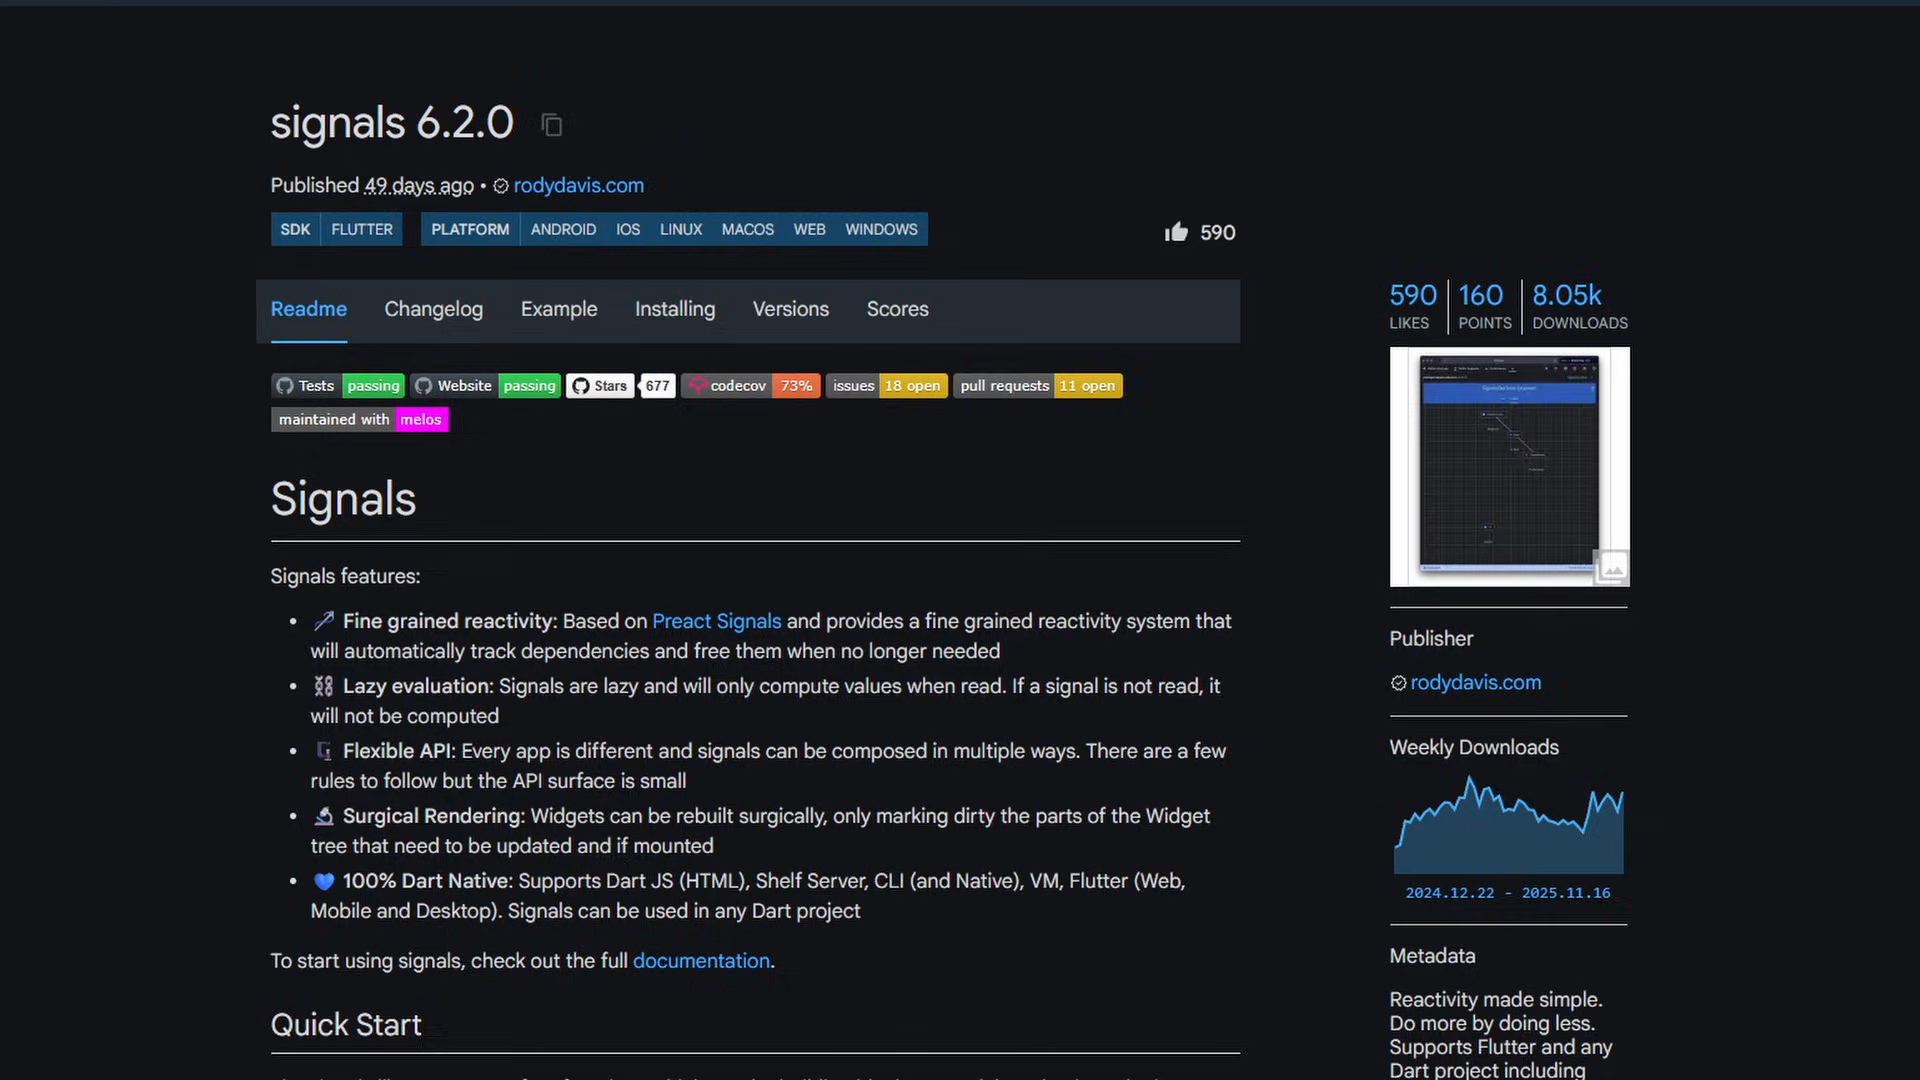 signals 6.2.0
Published 49 days ago • rodydavis.com
SDK FLUTTER PLATFORM ANDROID IOS LINUX MACOS WEB WINDOWS
590
Readme Changelog Example Installing Versions Scores
Tests passing Website passing Stars 677 codecov 73% issues 18 open pull requests 11 open
maintained with melos
Signals
Signals features:
• Fine grained reactivity: Based on Preact Signals and provides a fine grained reactivity system that
will automatically track dependencies and free them when no longer needed
• Lazy evaluation: Signals are lazy and will only compute values when read. If a signal is not read, it
will not be computed
• Flexible API: Every app is different and signals can be composed in multiple ways. There are a few
rules to follow but the API surface is small
• Surgical Rendering: Widgets can be rebuilt surgically, only marking dirty the parts of the Widget
tree that need to be updated and if mounted
• 💙 100% Dart Native: Supports Dart JS (HTML), Shelf Server, CLI (and Native), VM, Flutter (Web,
Mobile and Desktop). Signals can be used in any Dart project
To start using signals, check out the full documentation.
Quick Start
590 160 8.05k
LIKES POINTS DOWNLOADS
Publisher
rodydavis.com
Weekly Downloads
2024.12.22 - 2025.11.16
Metadata
Reactivity made simple.
Do more by doing less.
Supports Flutter and any
Dart project including